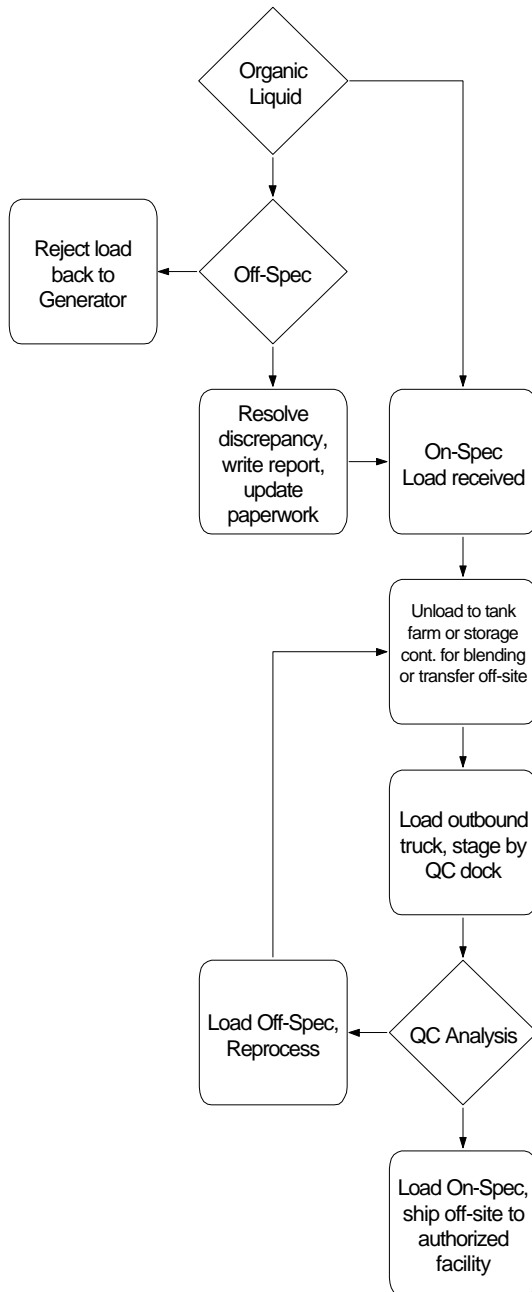 Organic
Liquid
Reject load
back to
Generator
Off-Spec
Resolve
discrepancy,
write report,
update
paperwork
On-Spec
Load received
Unload to tank
farm or storage
cont. for blending
or transfer off-site
Load outbound
truck, stage by
QC dock
Load Off-Spec,
Reprocess
QC Analysis
Load On-Spec,
ship off-site to
authorized
facility